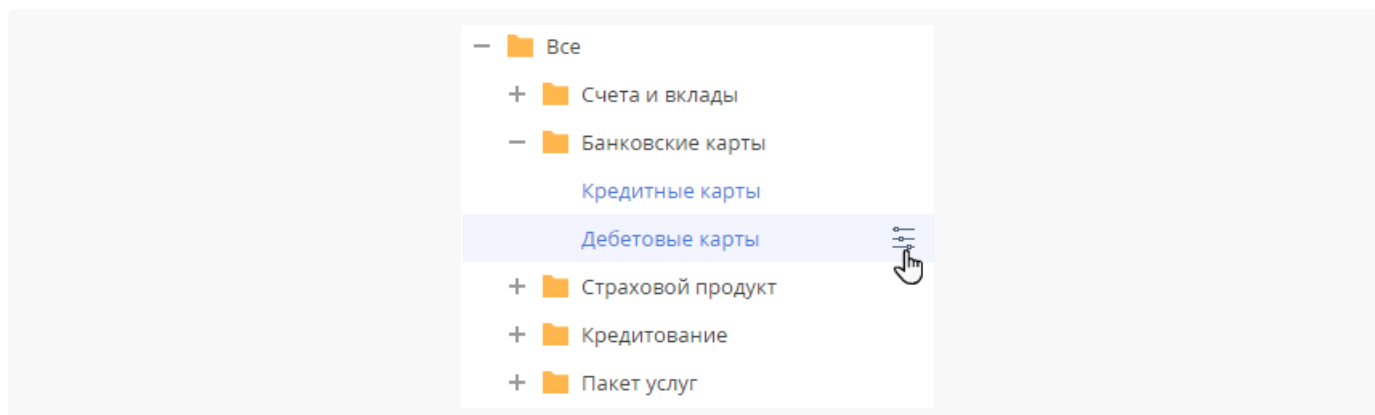 Все
Счета и вклады
Банковские карты
Кредитные карты
Дебетовые карты
Страховой продукт
Кредитование
Пакет услуг